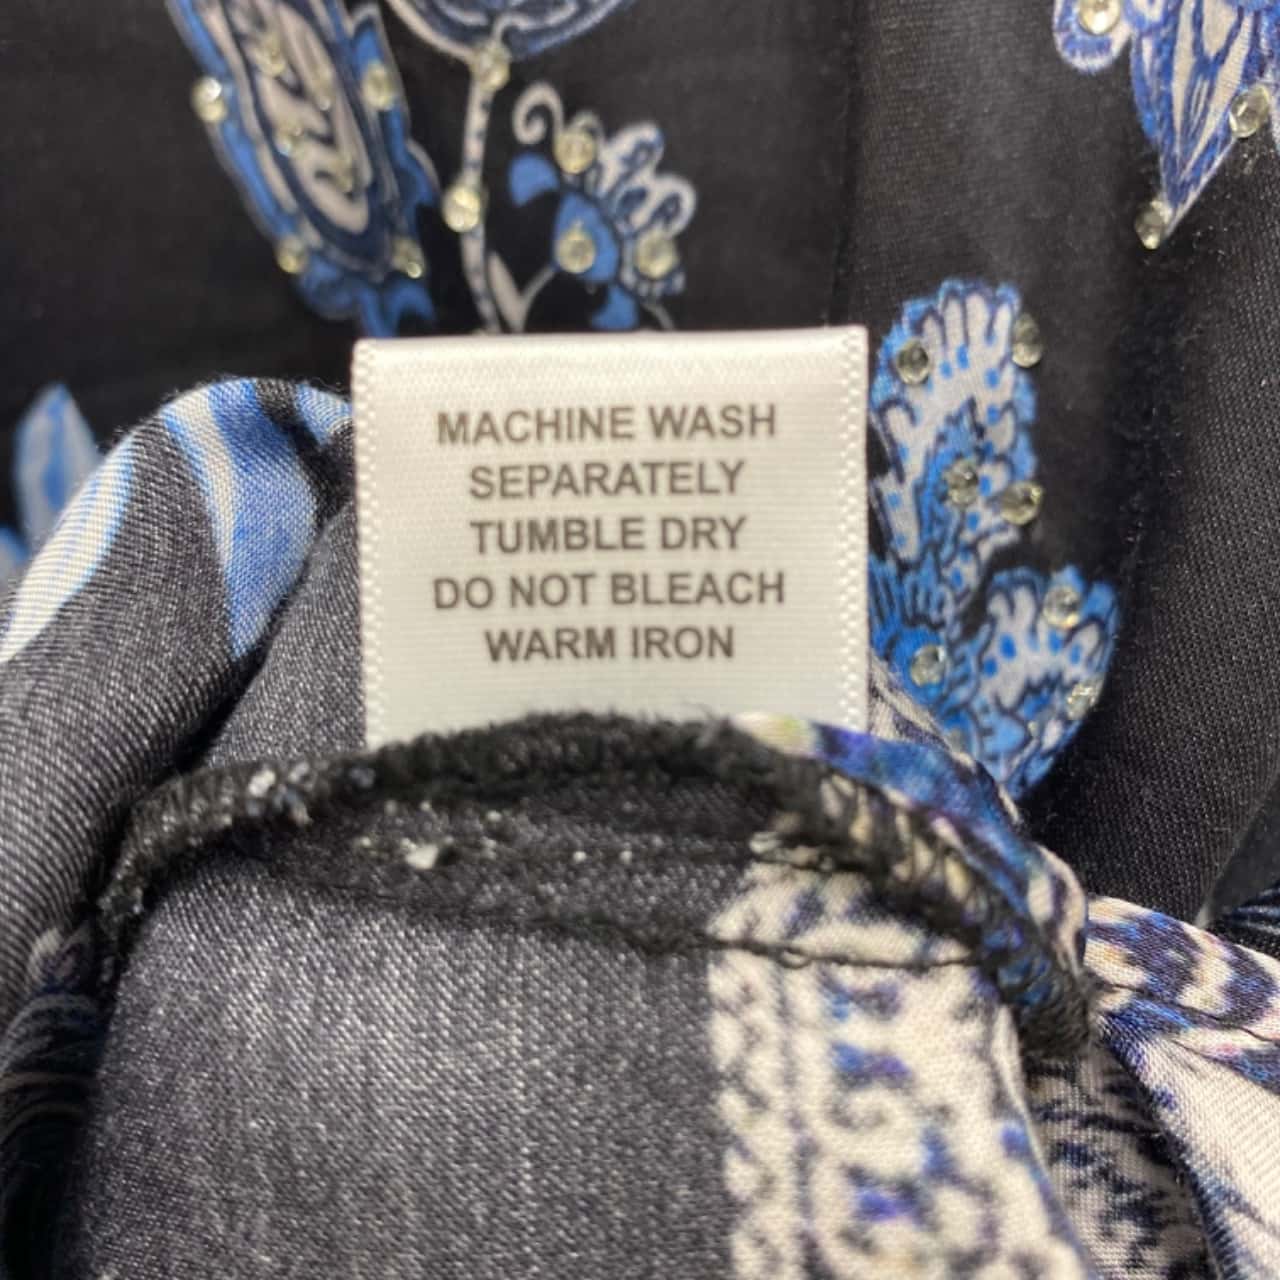 MACHINE WASH
SEPARATELY
TUMBLE DRY
DO NOT BLEACH
WARM IRON